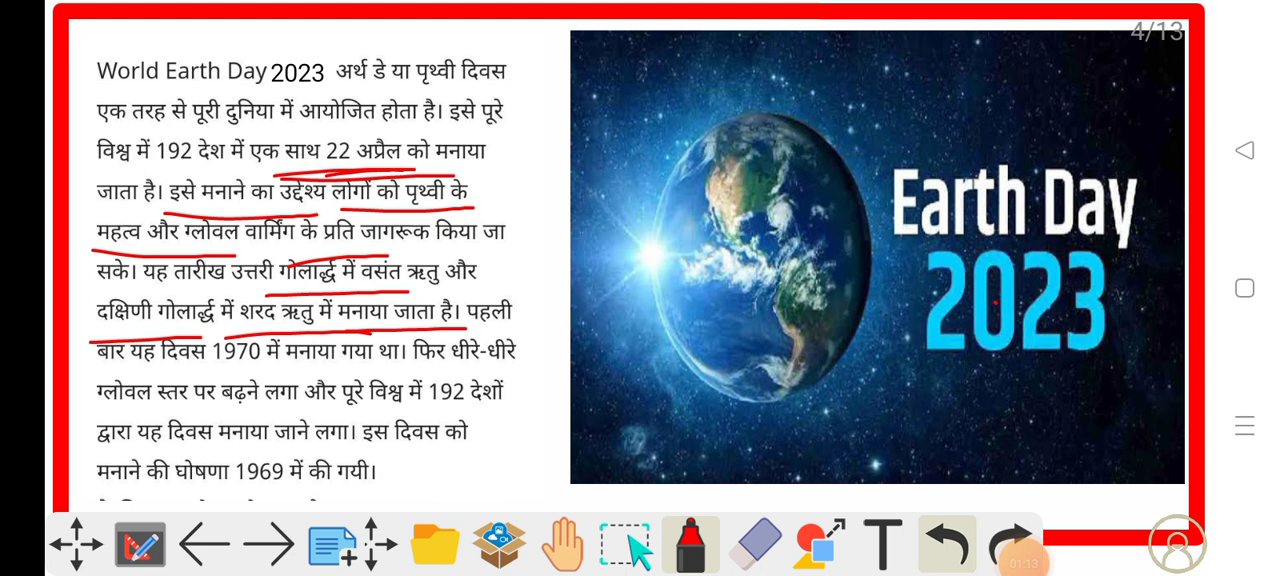 4/13
World Earth Day 2023 अर्थ डे या पृथ्वी दिवस
एक तरह से पूरी दुनिया में आयोजित होता है। इसे पूरे
विश्व में 192 देश में एक साथ 22 अप्रैल को मनाया
जाता है। इसे मनाने का उद्देश्य लोगों को पृथ्वी के
महत्व और ग्लोवल वार्मिंग के प्रति जागरूक किया जा
सके। यह तारीख उत्तरी गोलार्द्ध में वसंत ऋतु और
दक्षिणी गोलार्द्ध में शरद ऋतु में मनाया जाता है। पहली
बार यह दिवस 1970 में मनाया गया था। फिर धीरे-धीरे
ग्लोवल स्तर पर बढ़ने लगा और पूरे विश्व में 192 देशों
द्वारा यह दिवस मनाया जाने लगा। इस दिवस को
मनाने की घोषणा 1969 में की गयी।
Earth Day
2023
T
01:13